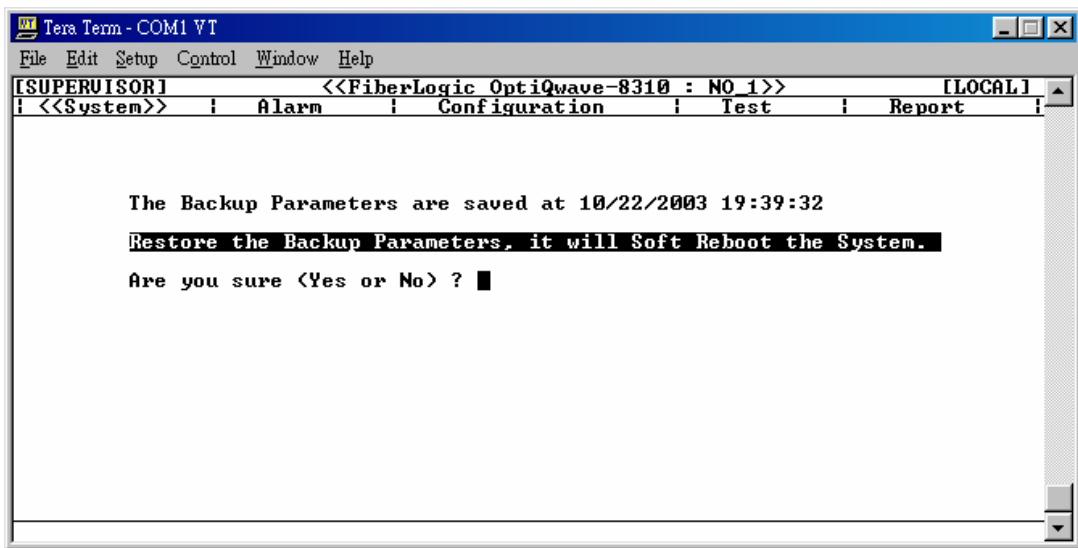 Tera Term - COM1 VT
File Edit Setup Control Window Help
[SUPERVISOR] <<FiberLogic OptiQwave-8310 : NO_1>> [LOCAL]
¦ <<System>> ¦ Alarm ¦ Configuration ¦ Test ¦ Report ¦
The Backup Parameters are saved at 10/22/2003 19:39:32
Restore the Backup Parameters, it will Soft Reboot the System.
Are you sure (Yes or No) ?